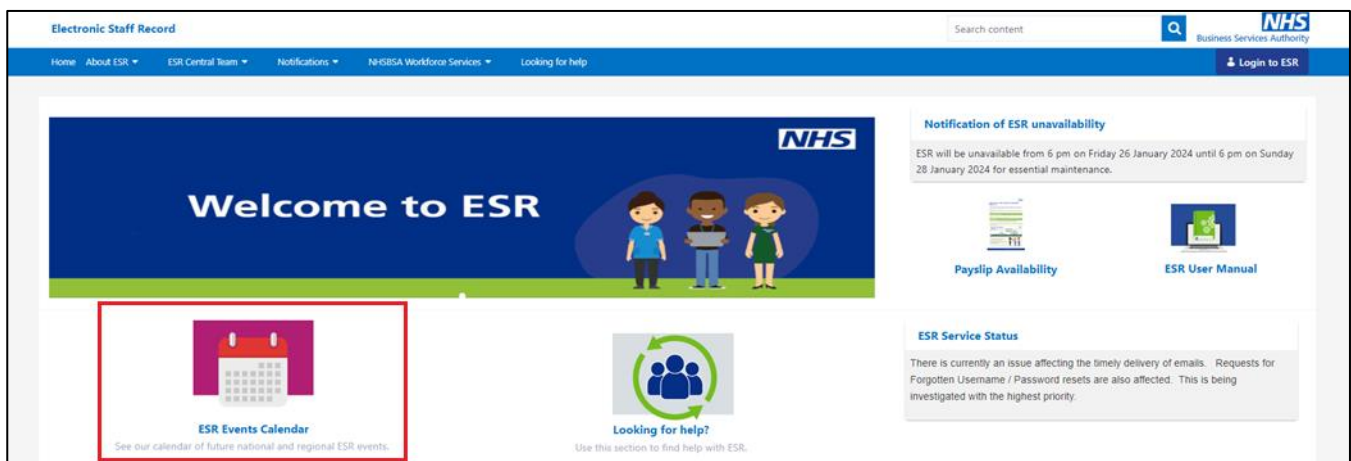 Electronic Staff Record
Search content
NHS
Business Services Authority
Home About ESR ESR Central Team Notifications NHSBSA Workforce Services Looking for help
Login to ESR
NHS
Welcome to ESR
Notification of ESR unavailability
ESR will be unavailable from 6 pm on Friday 26 January 2024 until 6 pm on Sunday
28 January 2024 for essential maintenance.
Payslip Availability
ESR User Manual
ESR Events Calendar
See our calendar of future national and regional ESR events.
Looking for help?
Use this section to find help with ESR.
ESR Service Status
There is currently an issue affecting the timely delivery of emails. Requests for
Forgotten Username / Password resets are also affected. This is being
investigated with the highest priority.